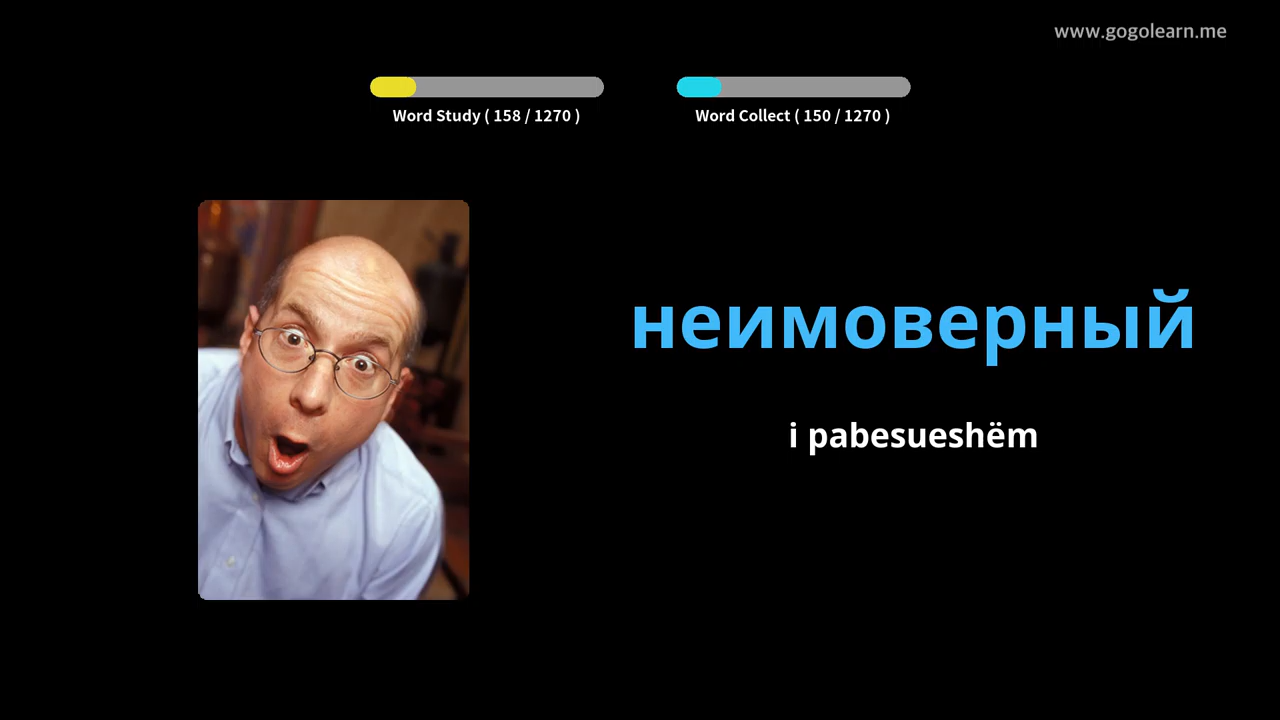 www.gogolearn.me
Word Study ( 158 / 1270 )
Word Collect ( 150 / 1270 )
неимоверный
i pabesueshëm